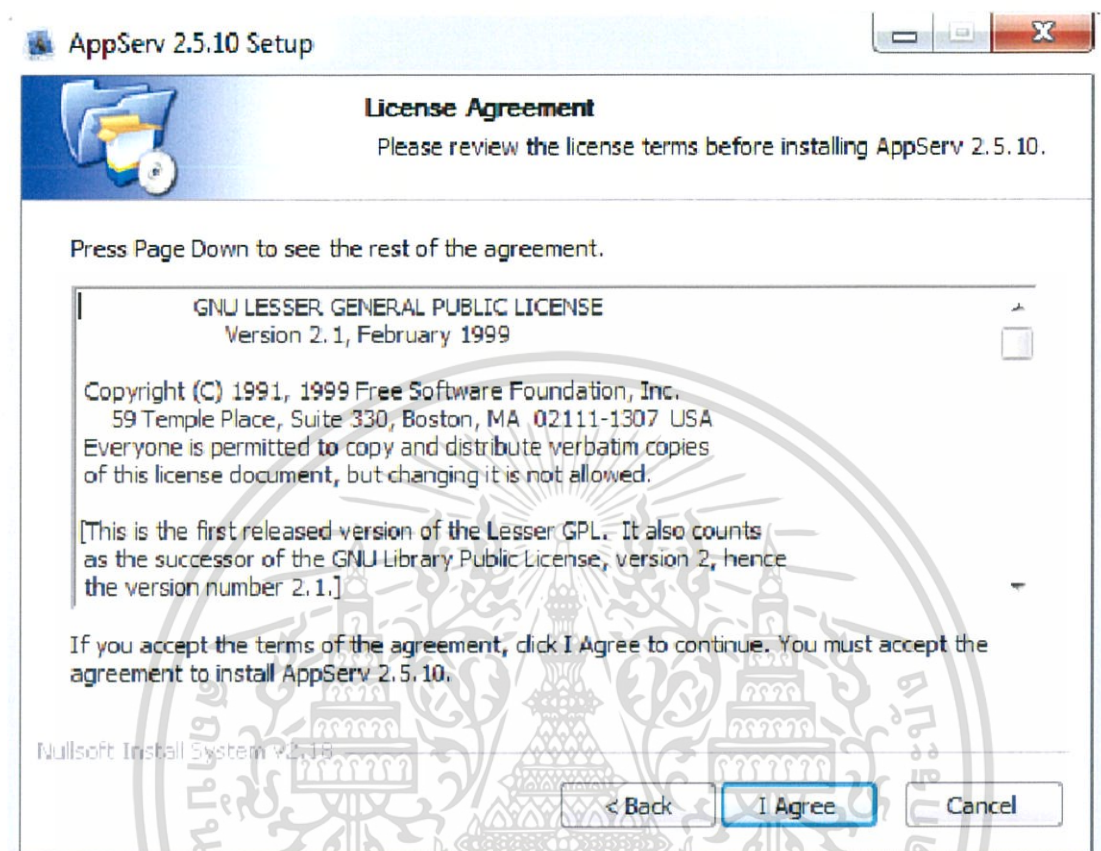 AppServ 2.5.10 Setup
License Agreement
Please review the license terms before installing AppServ 2.5.10.
Press Page Down to see the rest of the agreement.
GNU LESSER GENERAL PUBLIC LICENSE
Version 2.1, February 1999
Copyright (C) 1991, 1999 Free Software Foundation, Inc.
59 Temple Place, Suite 330, Boston, MA 02111-1307 USA
Everyone is permitted to copy and distribute verbatim copies
of this license document, but changing it is not allowed.
[This is the first released version of the Lesser GPL. It also counts
as the successor of the GNU Library Public License, version 2, hence
the version number 2.1.]
If you accept the terms of the agreement, click I Agree to continue. You must accept the
agreement to install AppServ 2.5.10.
Nullsoft Install System v2.18
< Back
I Agree
Cancel